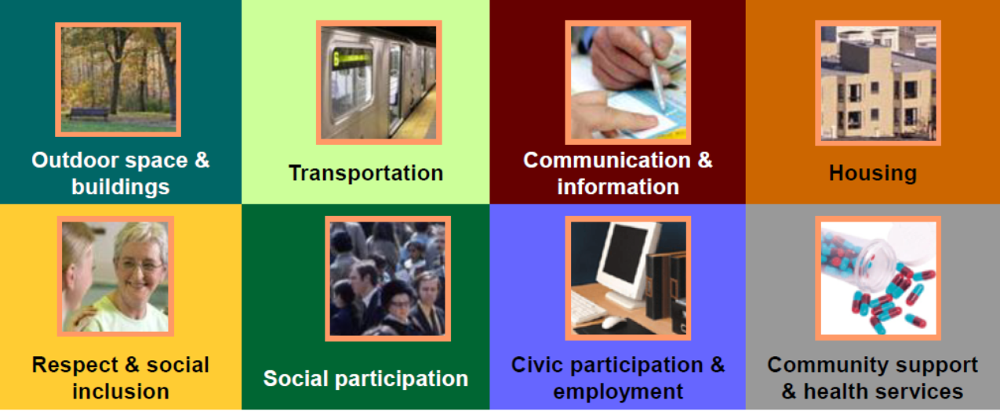 Outdoor space &
buildings
Transportation
Communication &
information
Housing
Respect & social
inclusion
Social participation
Civic participation &
employment
Community support
& health services